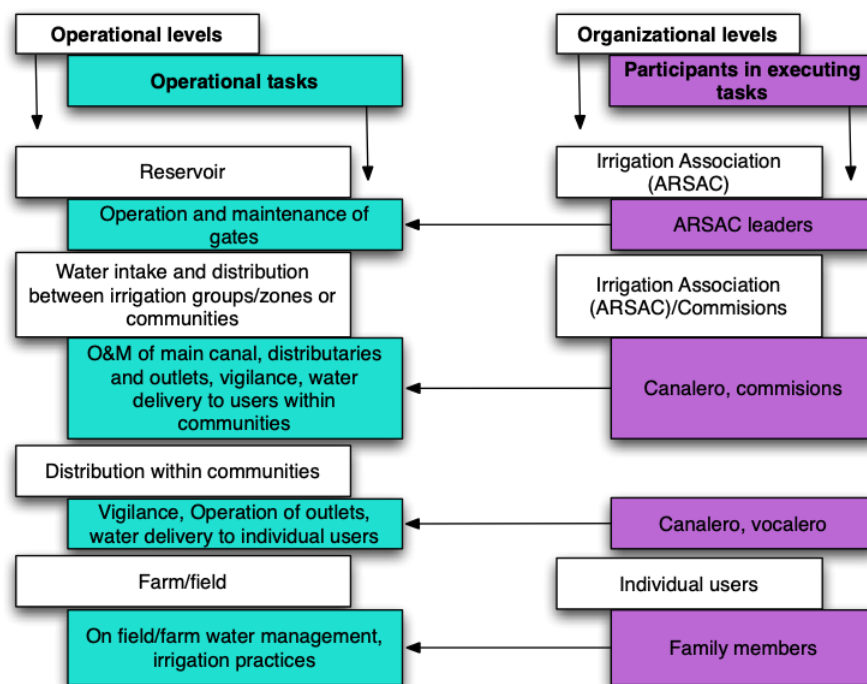 Operational levels
Operational tasks
Organizational levels
Participants in executing
tasks
Reservoir
Irrigation Association
(ARSAC)
Operation and maintenance of
gates
ARSAC leaders
Water intake and distribution
between irrigation groups/zones or
communities
Irrigation Association
(ARSAC)/Commisions
O&M of main canal, distributaries
and outlets, vigilance, water
delivery to users within
communities
Canalero, commisions
Distribution within communities
Vigilance, Operation of outlets,
water delivery to individual users
Canalero, vocalero
Farm/field
Individual users
On field/farm water management,
irrigation practices
Family members